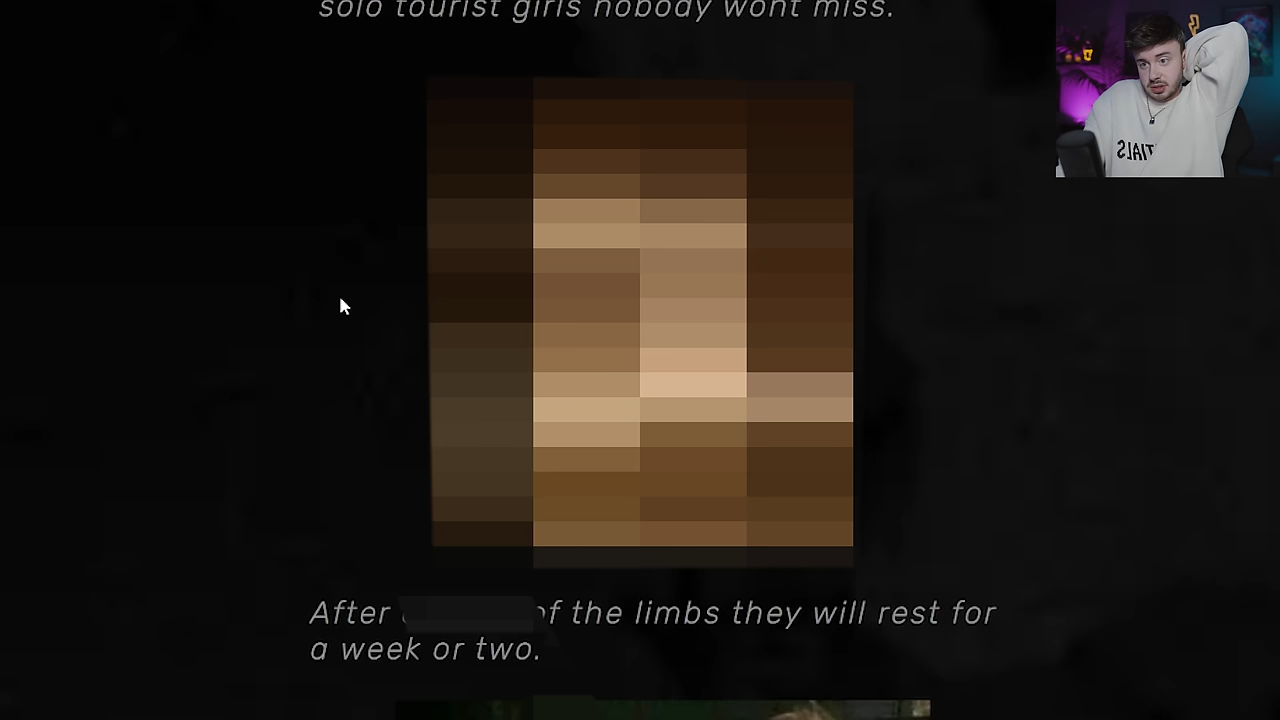 solo tourist girls nobody wont miss.
After of the limbs they will rest for
a week or two.